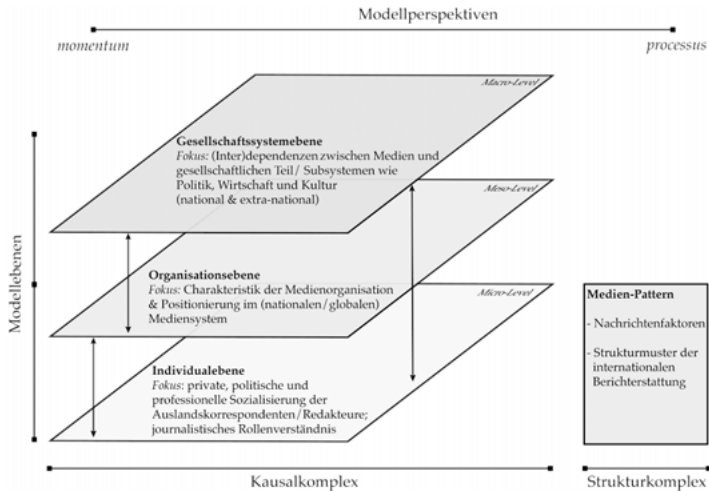 Modellperspektiven
momentum
processus
Modellebenen
Macro-Level
Gesellschaftssystemebene
Fokus: (Inter)dependenzen zwischen Medien und
gesellschaftlichen Teil/ Subsystemen wie
Politik, Wirtschaft und Kultur
(national & extra-national)
Meso-Level
Organisationsebene
Fokus: Charakteristik der Medienorganisation
& Positionierung im (nationalen/globalen)
Mediensystem
Micro-Level
Individualebene
Fokus: private, politische und
professionelle Sozialisierung der
Auslandskorrespondenten/Redakteure;
journalistisches Rollenverständnis
Medien-Pattern
- Nachrichtenfaktoren
- Strukturmuster der
internationalen
Berichterstattung
Kausalkomplex
Strukturkomplex